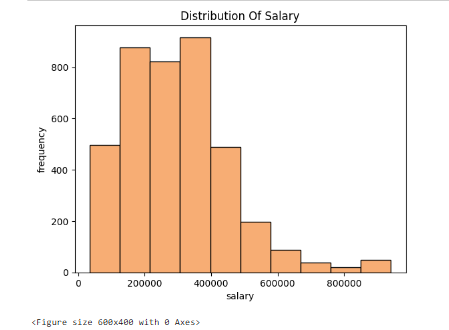 Distribution Of Salary
800
600
400
200
0
frequency
0 200000 400000 600000 800000
salary
<Figure size 600x400 with 0 Axes>